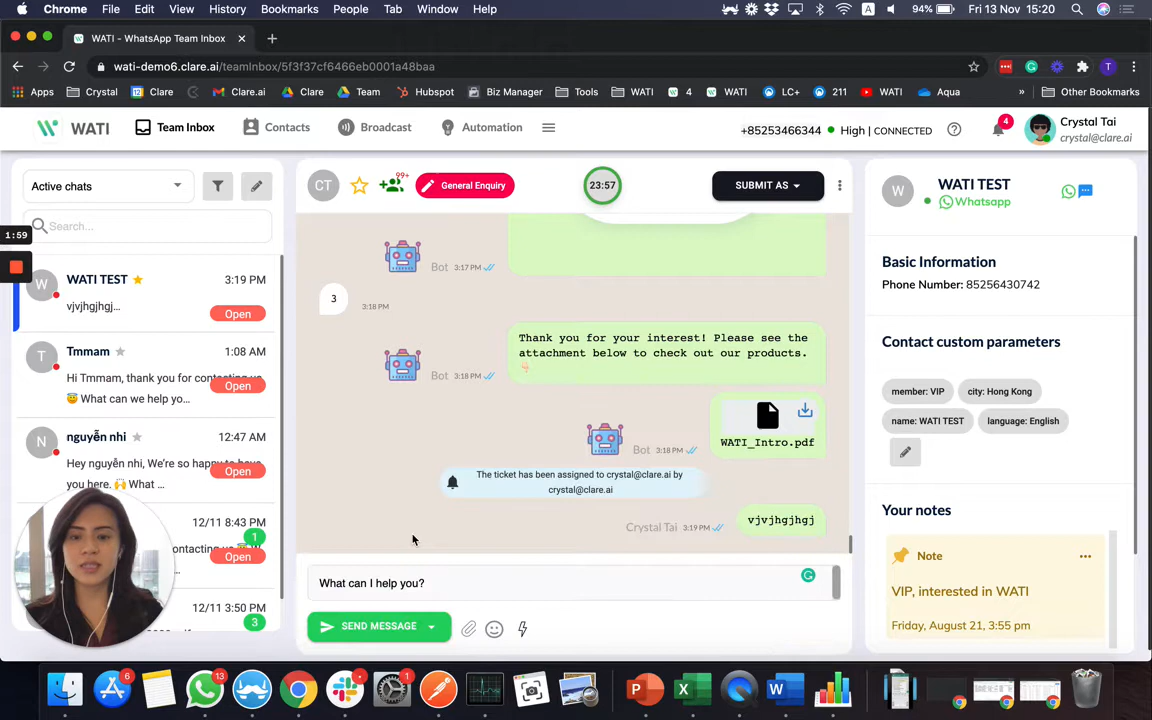 Chrome File Edit View History Bookmarks People Tab Window Help
A 94% Fri 13 Nov 15:20
WATI - WhatsApp Team Inbox
wati-demo6.clare.ai/teamInbox/5f3f37cf6466eb0001a48baa
T
Apps Crystal Clare Clare.ai Clare Team Hubspot Biz Manager Tools WATI 4 WATI LC+ 211 WATI Aqua » Other Bookmarks
WATI Team Inbox Contacts Broadcast Automation
+85253466344 High | CONNECTED
4
Crystal Tai
crystal@clare.ai
Active chats
Search...
1:59
W
WATI TEST 3:19 PM
vjvjhgjhgj...
Open
T
Tmmam 1:08 AM
Hi Tmmam, thank you for contacting us
😇 What can we help yo...
Open
N
nguyễn nhi 12:47 AM
Hey nguyễn nhi, We're so happy to have
you here. 🙌 What ...
Open
12/11 8:43 PM
1
Open
12/11 3:50 PM
3
CT
99+
General Enquiry
23:57
SUBMIT AS
Bot 3:17 PM
3
3:18 PM
Thank you for your interest! Please see the
attachment below to check out our products.
Bot 3:18 PM
WATI_Intro.pdf
Bot 3:18 PM
The ticket has been assigned to crystal@clare.ai by
crystal@clare.ai
vjvjhgjhgj
Crystal Tai 3:19 PM
What can I help you?
SEND MESSAGE
W
WATI TEST
Whatsapp
Basic Information
Phone Number: 85256430742
Contact custom parameters
member: VIP city: Hong Kong
name: WATI TEST language: English
Your notes
Note
VIP, interested in WATI
Friday, August 21, 3:55 pm
6 13 1